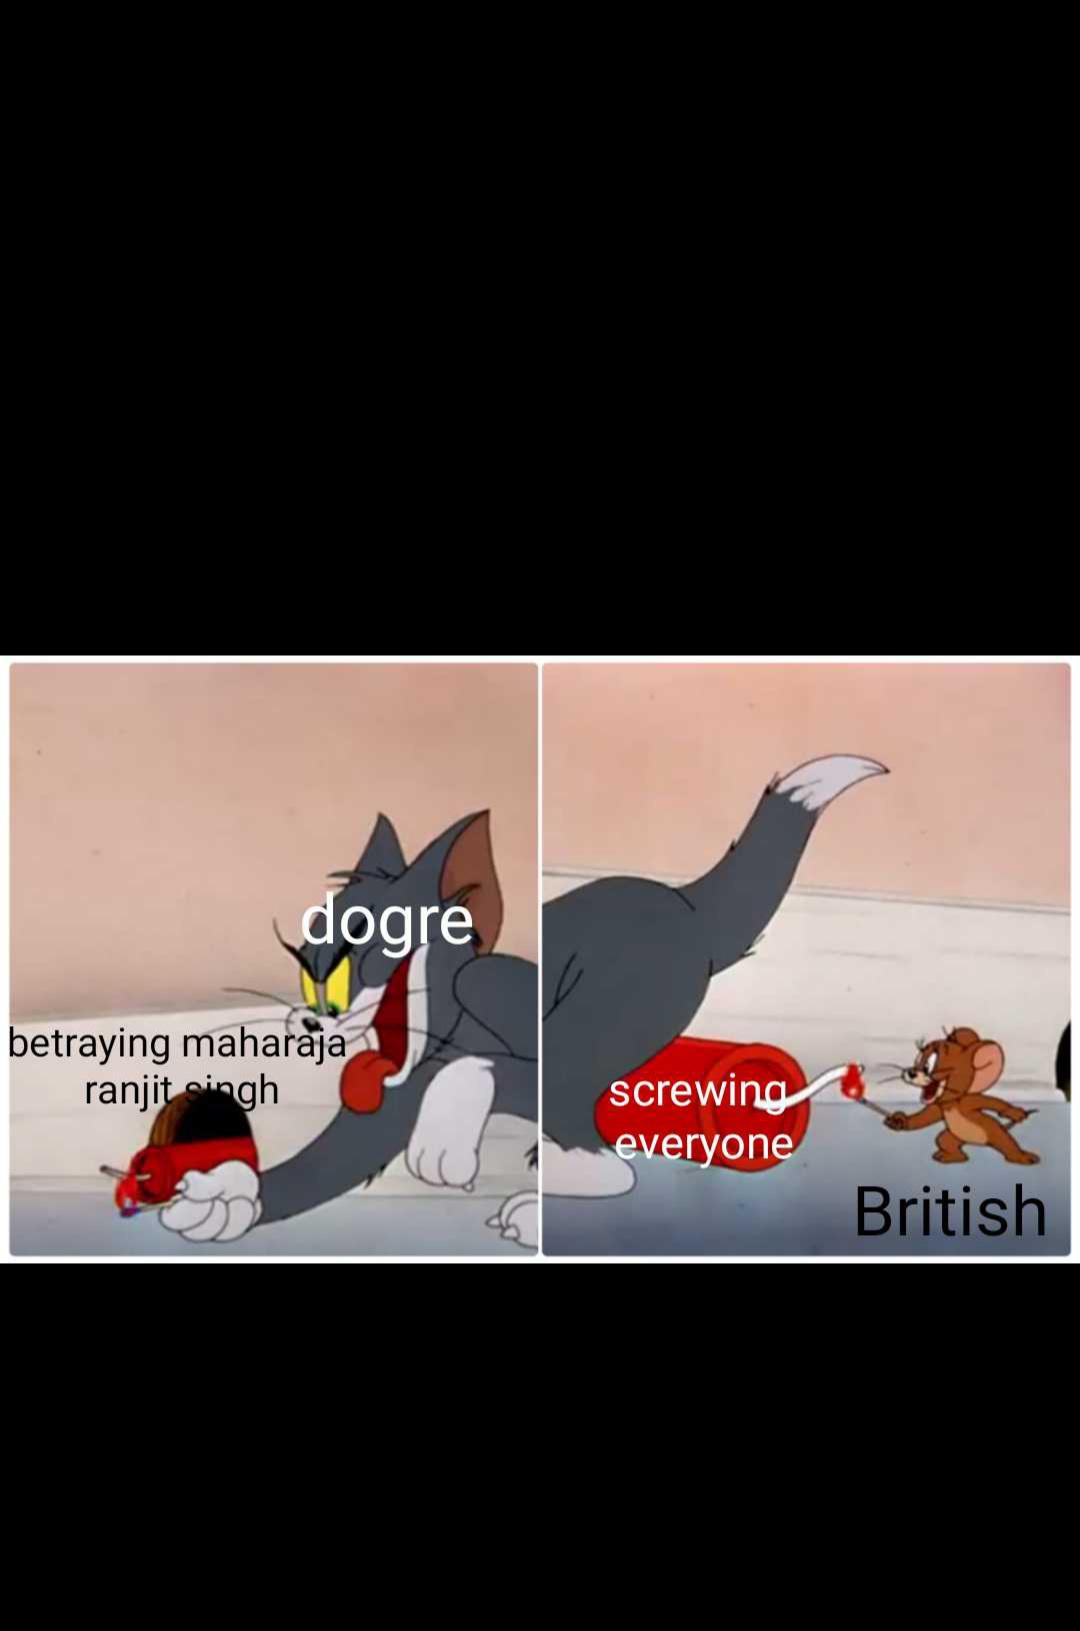 dogre
betraying maharaja
ranjit singh
screwing
everyone
British